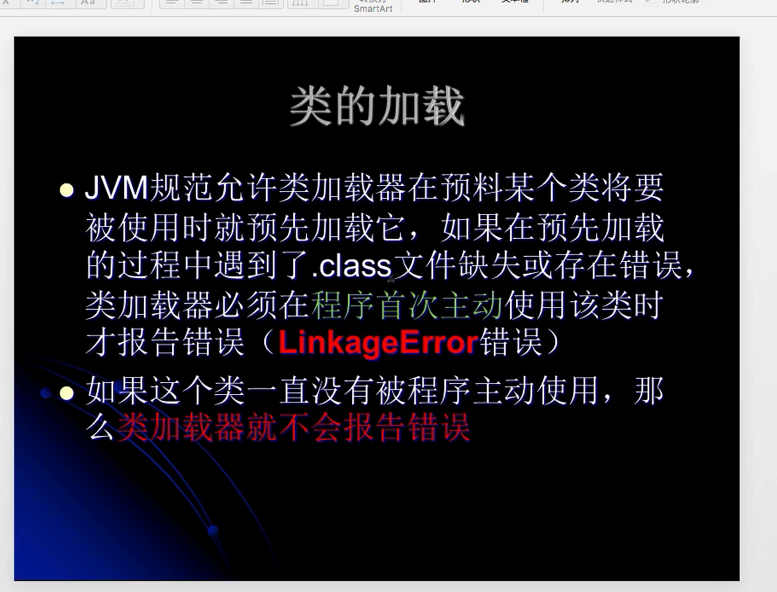 SmartArt
类的加载
JVM规范允许类加载器在预料某个类将要
被使用时就预先加载它，如果在预先加载
的过程中遇到了.class文件缺失或存在错误，
类加载器必须在程序首次主动使用该类时
才报告错误（LinkageError错误）
如果这个类一直没有被程序主动使用，那
么类加载器就不会报告错误